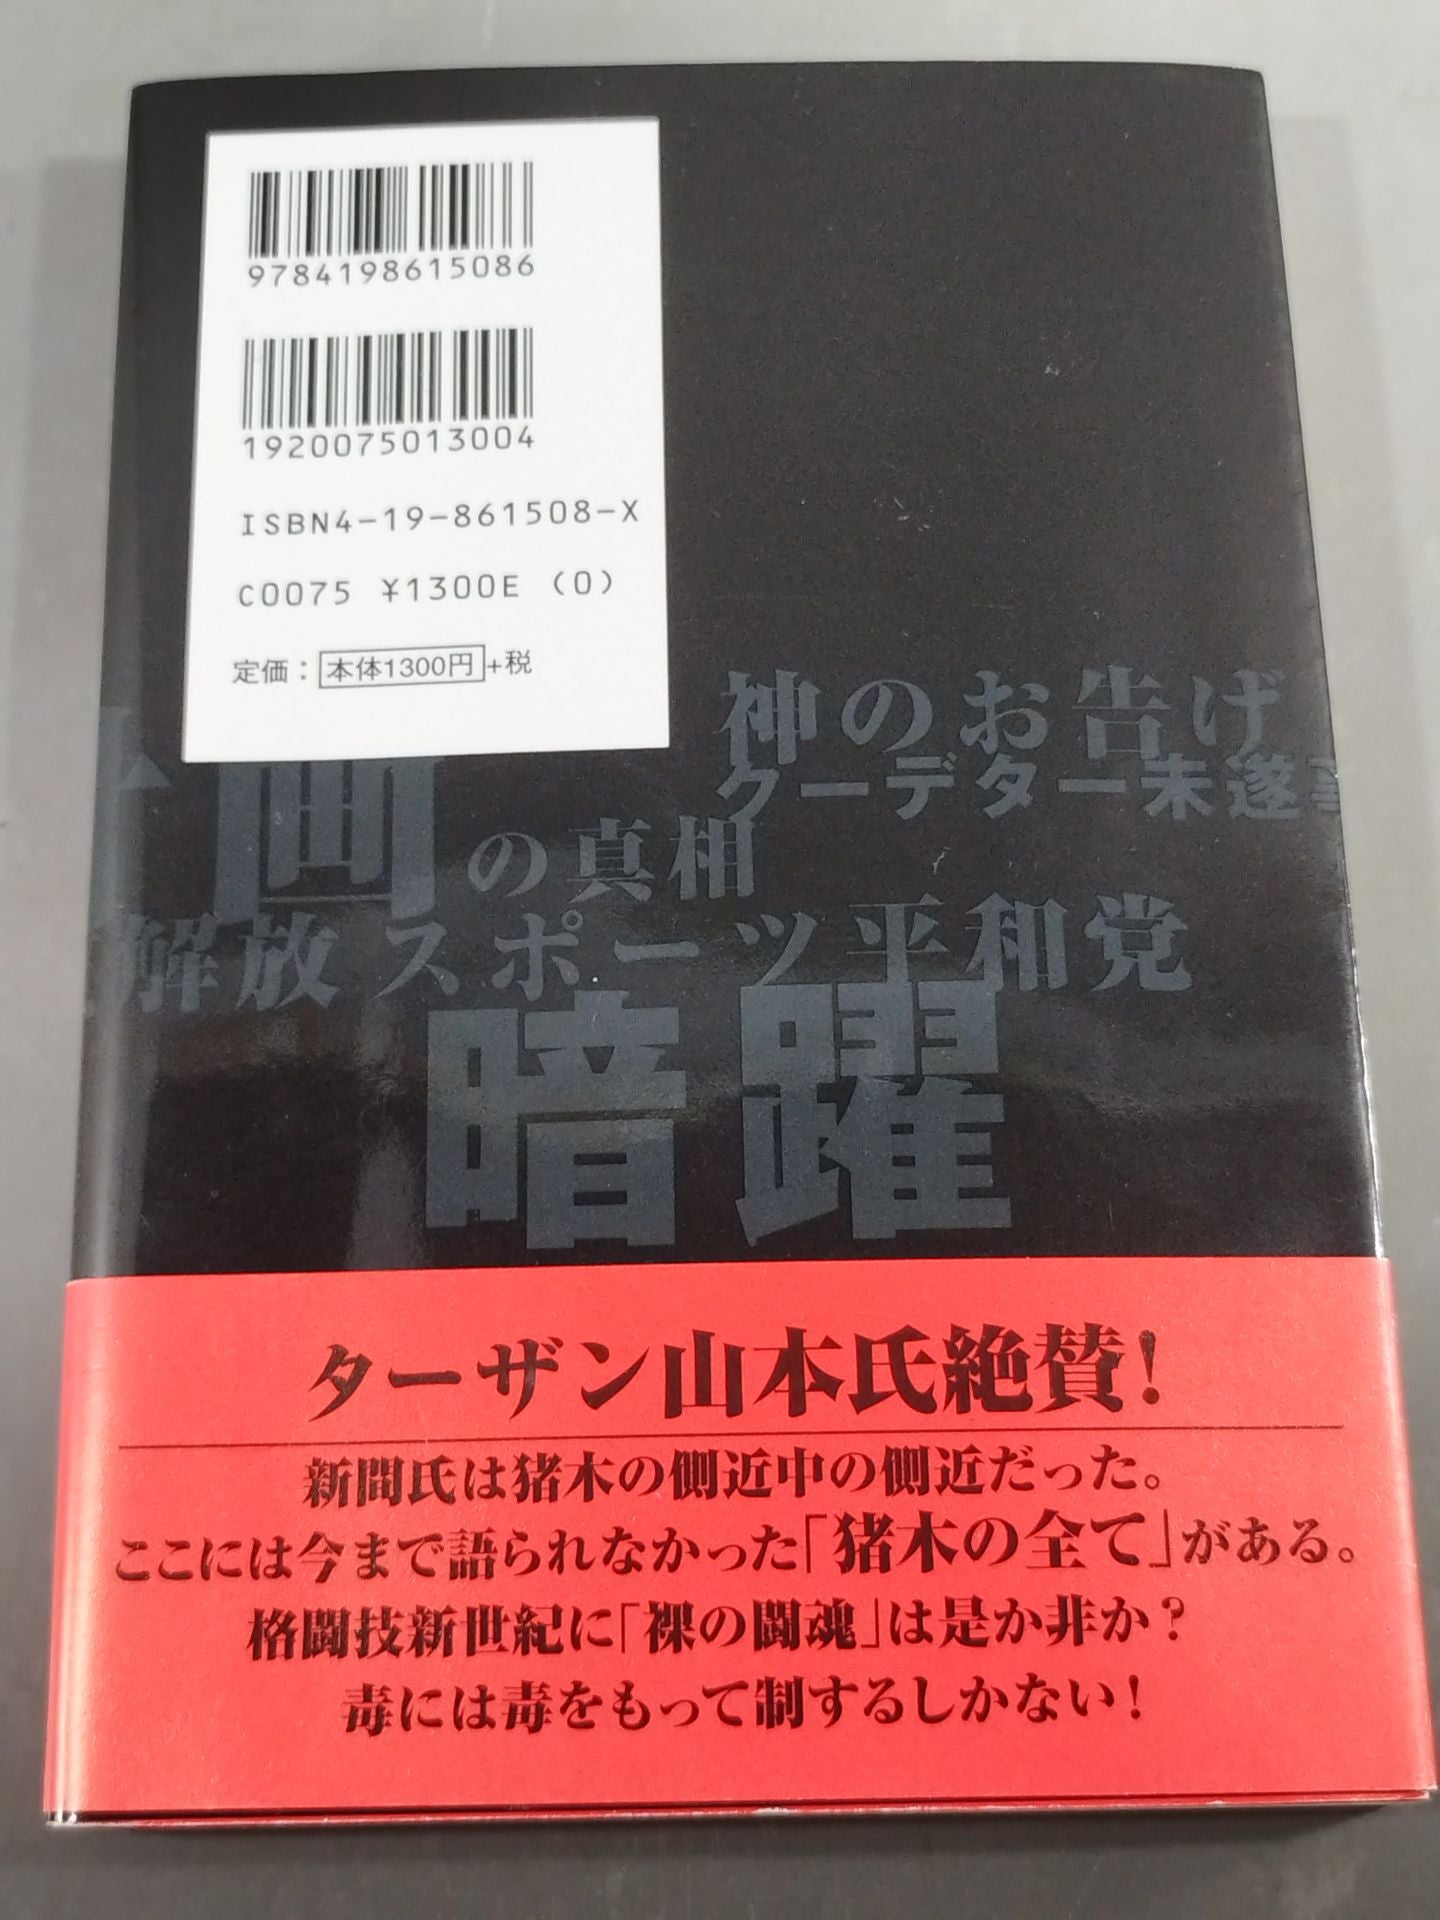 9784198615086
1920075013004
ISBN4-19-861508-X
C0075 ¥1300E (0)
定価：本体1300円+税
神のお告げ
クーデター未遂事
画の真相
解放スポーツ平和党
暗躍
ターザン山本氏絶賛！
新間氏は猪木の側近中の側近だった。
ここには今まで語られなかった「猪木の全て」がある。
格闘技新世紀に「裸の闘魂」は是か非か？
毒には毒をもって制するしかない！